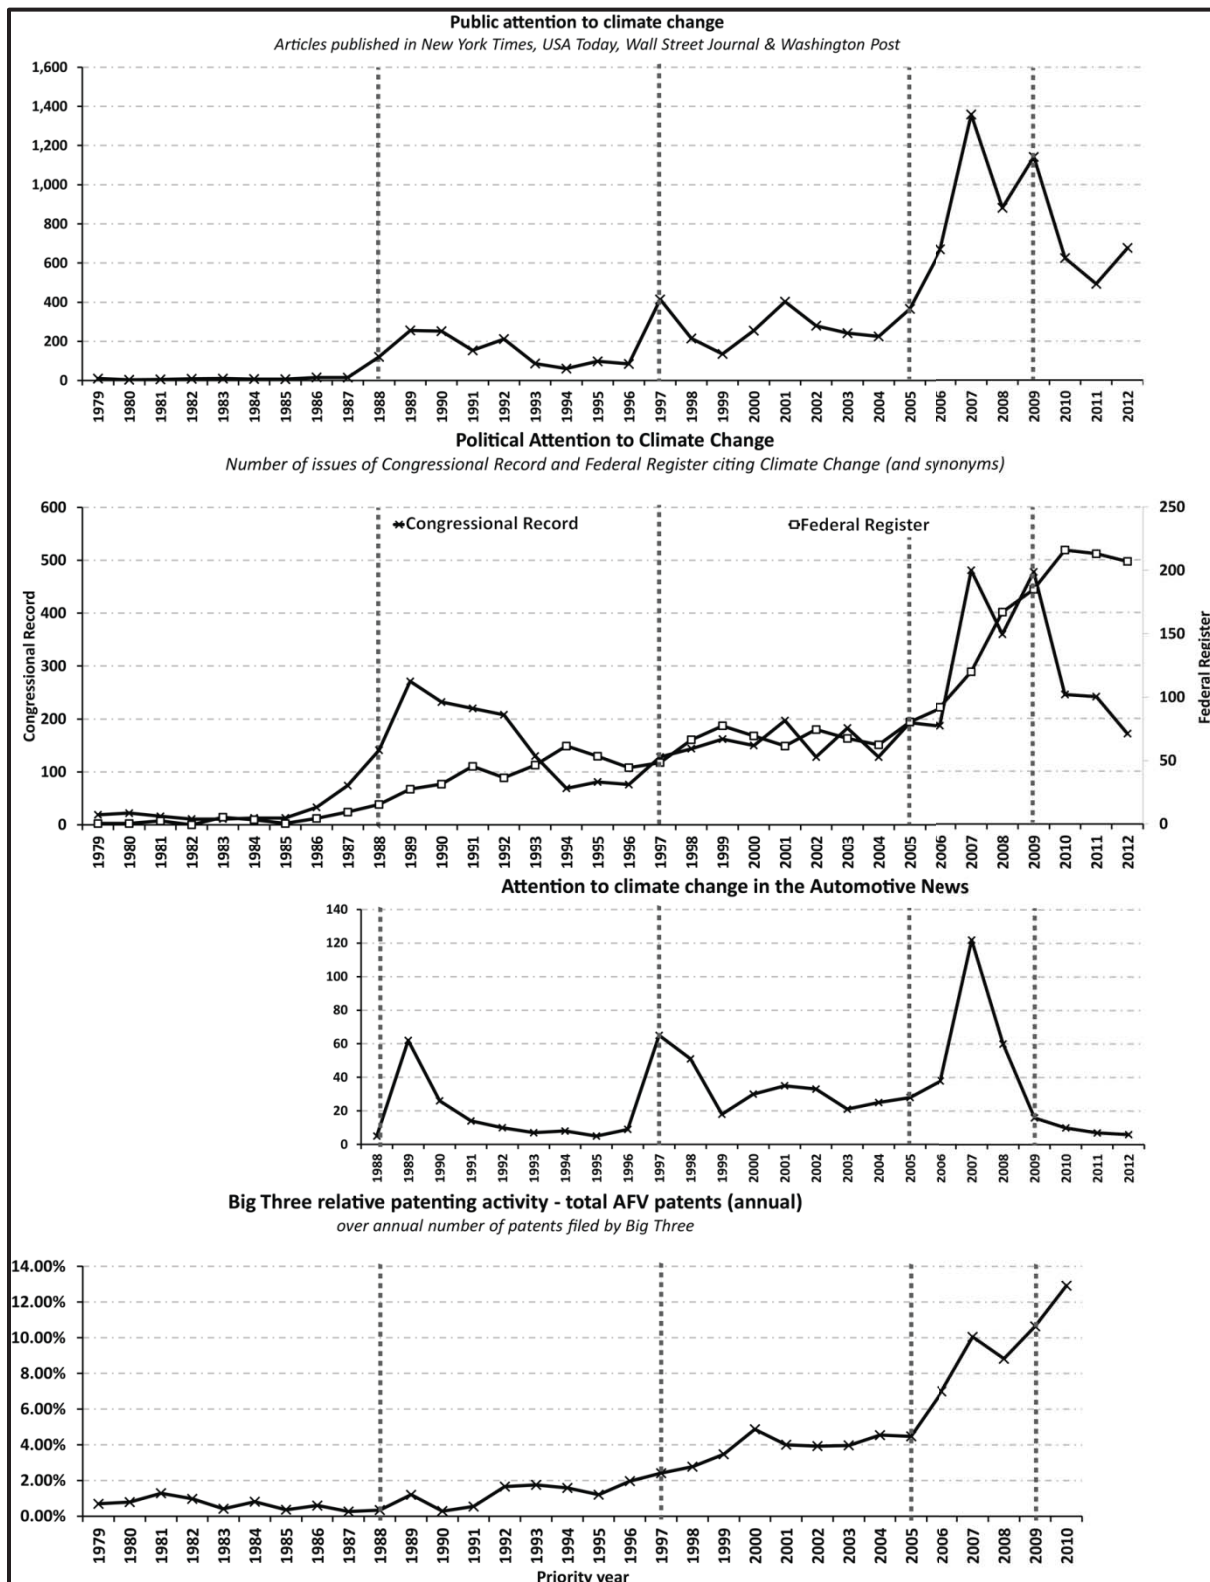 Public attention to climate change
Articles published in New York Times, USA Today, Wall Street Journal & Washington Post
1,600
1,400
1,200
1,000
800
600
400
200
0
1979 1980 1981 1982 1983 1984 1985 1986 1987 1988 1989 1990 1991 1992 1993 1994 1995 1996 1997 1998 1999 2000 2001 2002 2003 2004 2005 2006 2007 2008 2009 2010 2011 2012
Political Attention to Climate Change
Number of issues of Congressional Record and Federal Register citing Climate Change (and synonyms)
Congressional Record
600
500
400
300
200
100
0
Congressional Record
Federal Register
250
200
150
100
50
0
Federal Register
1979 1980 1981 1982 1983 1984 1985 1986 1987 1988 1989 1990 1991 1992 1993 1994 1995 1996 1997 1998 1999 2000 2001 2002 2003 2004 2005 2006 2007 2008 2009 2010 2011 2012
Attention to climate change in the Automotive News
140
120
100
80
60
40
20
0
1988 1989 1990 1991 1992 1993 1994 1995 1996 1997 1998 1999 2000 2001 2002 2003 2004 2005 2006 2007 2008 2009 2010 2011 2012
Big Three relative patenting activity - total AFV patents (annual)
over annual number of patents filed by Big Three
14.00%
12.00%
10.00%
8.00%
6.00%
4.00%
2.00%
0.00%
1979 1980 1981 1982 1983 1984 1985 1986 1987 1988 1989 1990 1991 1992 1993 1994 1995 1996 1997 1998 1999 2000 2001 2002 2003 2004 2005 2006 2007 2008 2009 2010
Priority year